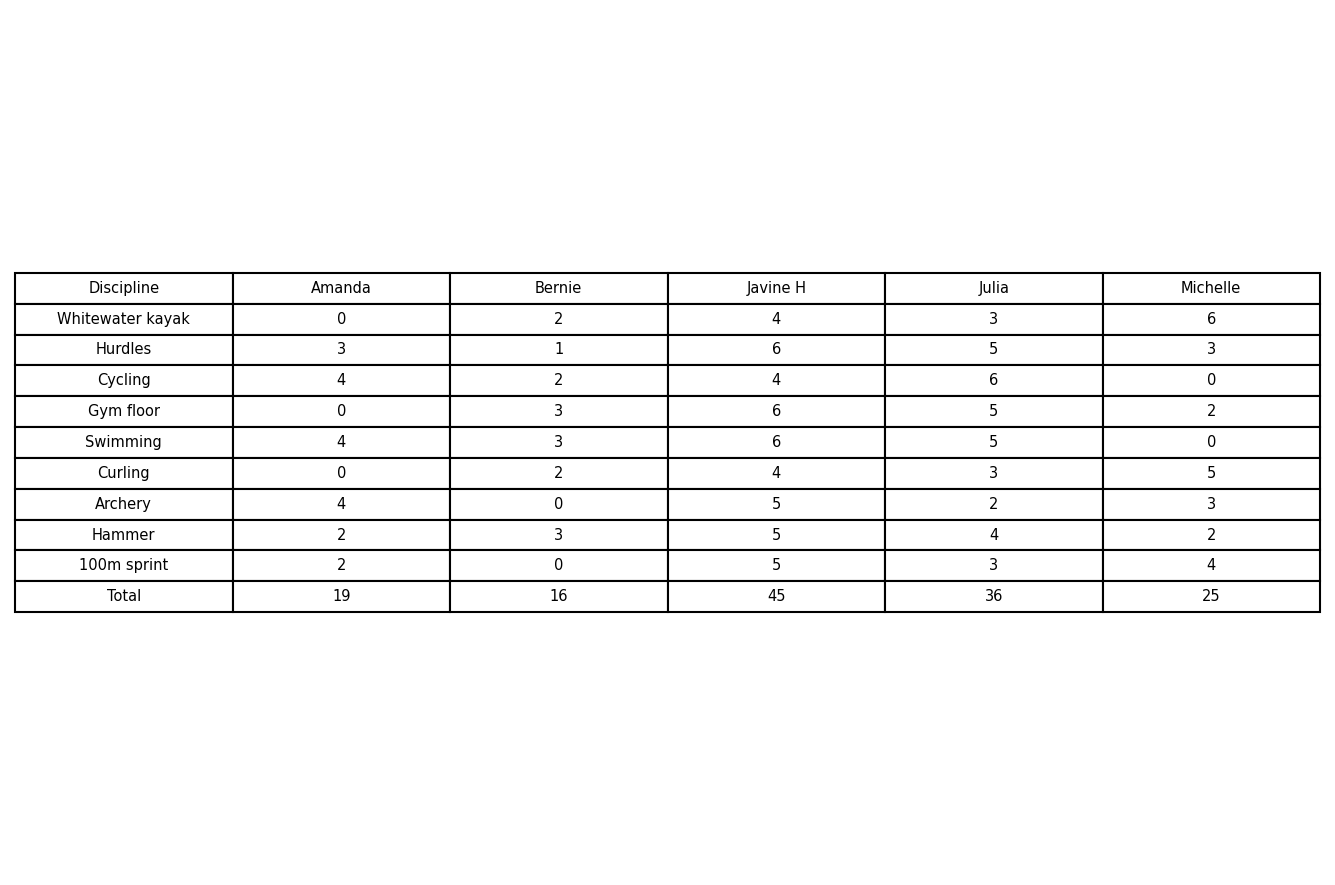 Discipline Amanda Bernie Javine H Julia Michelle
Whitewater kayak 0 2 4 3 6
Hurdles 3 1 6 5 3
Cycling 4 2 4 6 0
Gym floor 0 3 6 5 2
Swimming 4 3 6 5 0
Curling 0 2 4 3 5
Archery 4 0 5 2 3
Hammer 2 3 5 4 2
100m sprint 2 0 5 3 4
Total 19 16 45 36 25